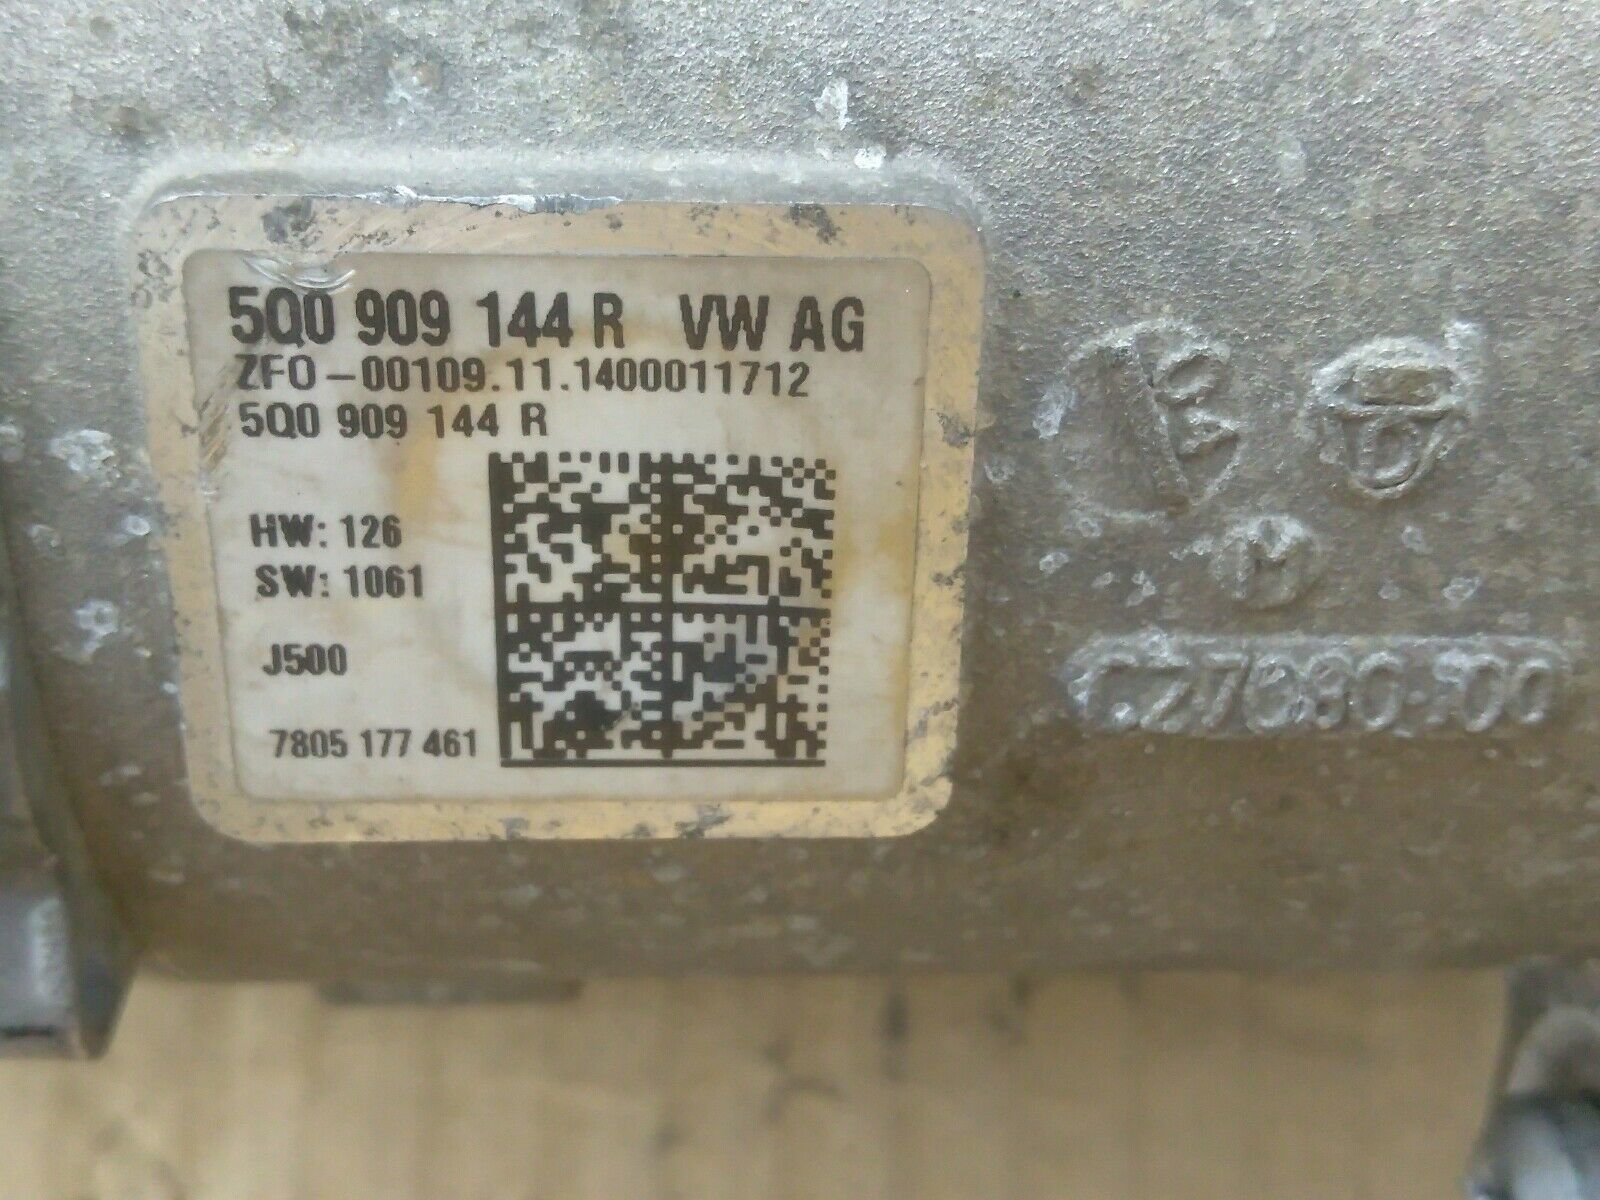 5Q0 909 144 R VW AG
ZFO-00109.11.1400011712
5Q0 909 144 R
HW: 126
SW: 1061
J500
7805 177 461
M